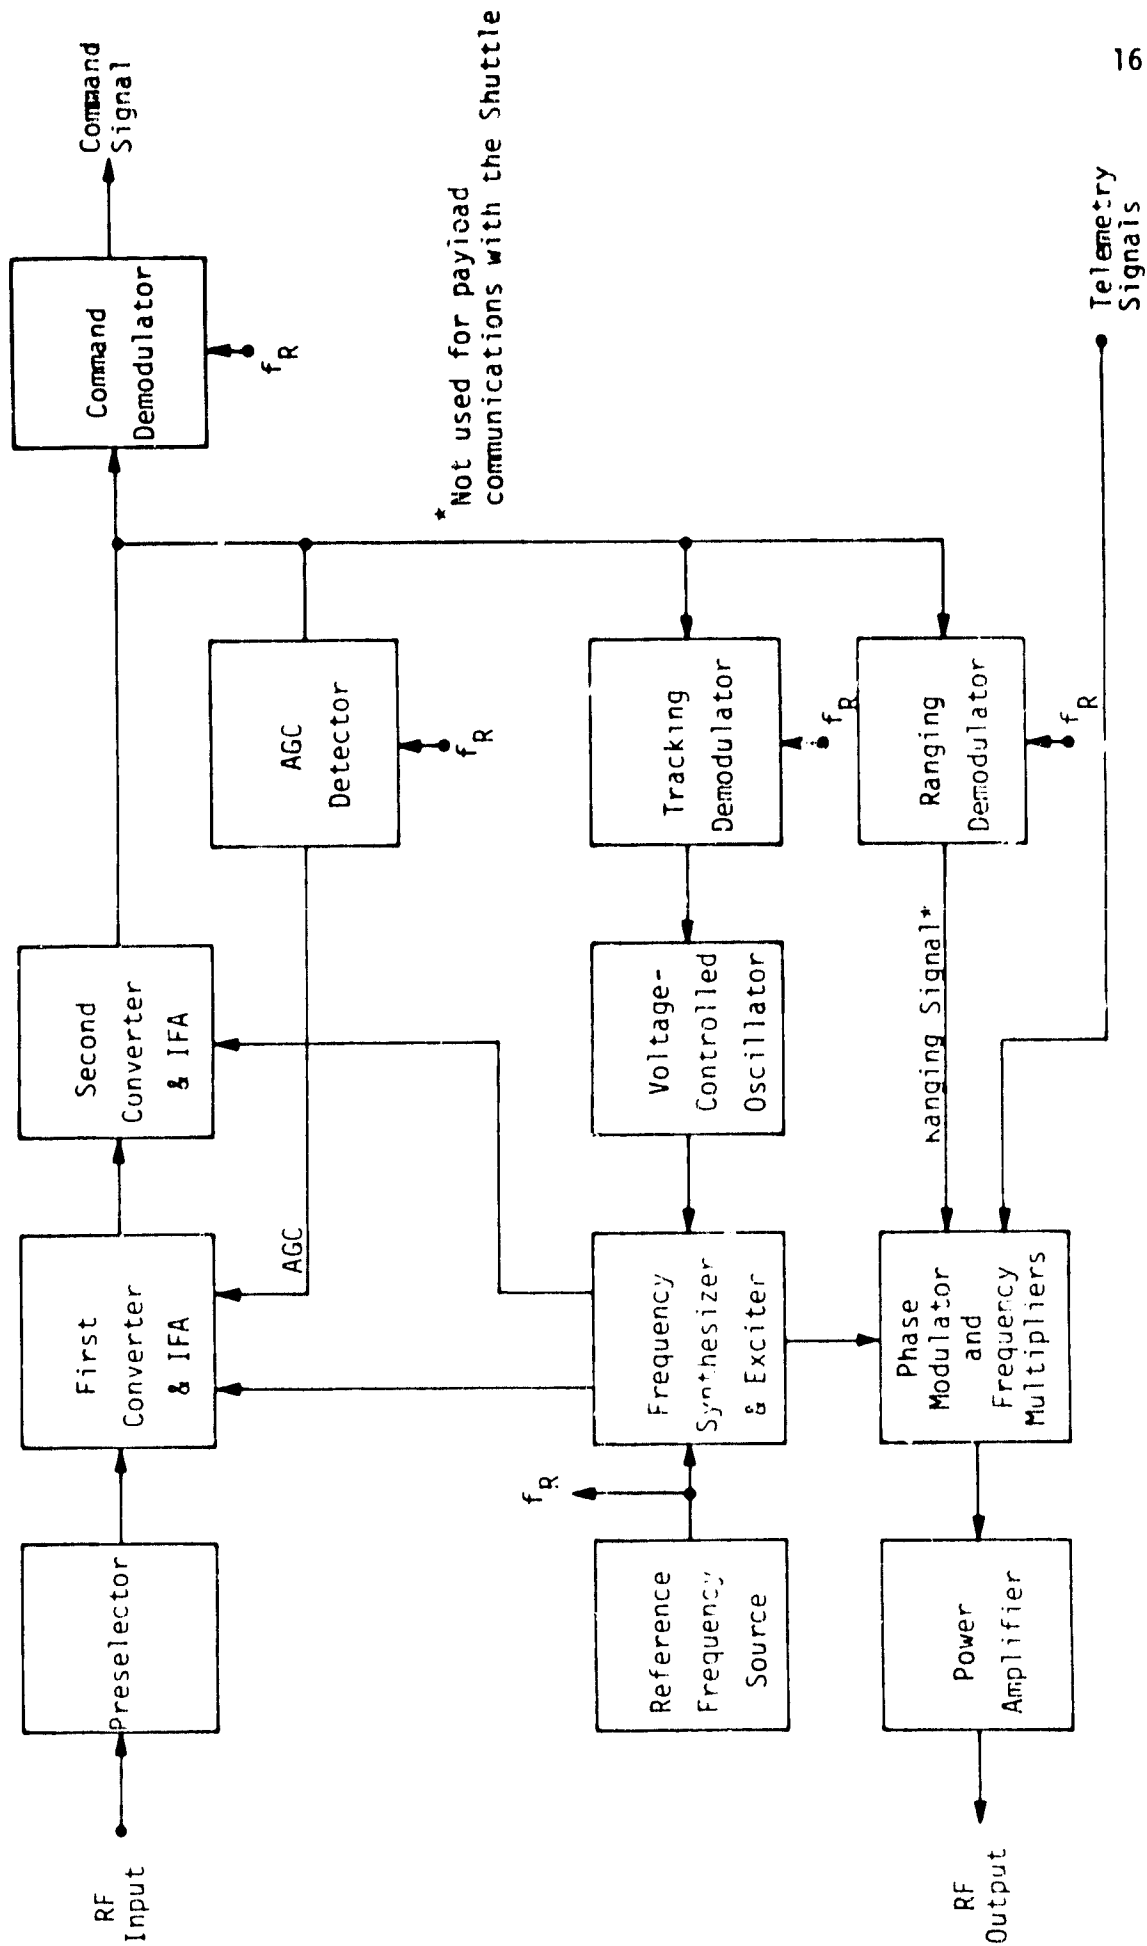 RF
Input
Preselector
First
Converter
& IFA
Second
Converter
& IFA
Command
Demodulator
Command
Signal
f_R
AGC
AGC
Detector
f_R
*Not used for payload
communications with the Shuttle
f_R
Reference
Frequency
Source
Frequency
Synthesizer
& Exciter
Voltage-
Controlled
Oscillator
Tracking
Demodulator
f_R
RF
Output
Power
Amplifier
Phase
Modulator
and
Frequency
Multipliers
Ranging Signal*
Ranging
Demodulator
f_R
Telemetry
Signals
16